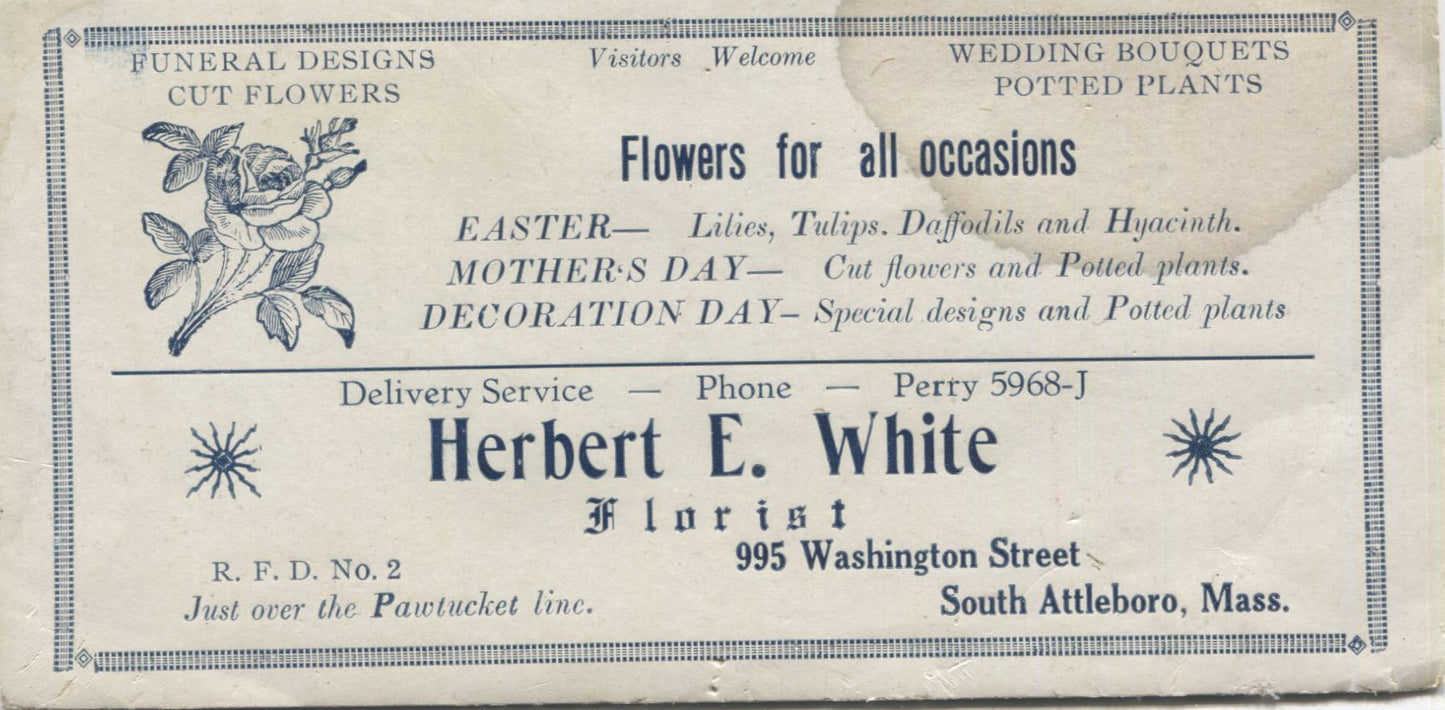 FUNERAL DESIGNS
CUT FLOWERS
Visitors Welcome
WEDDING BOUQUETS
POTTED PLANTS
Flowers for all occasions
EASTER— Lilies, Tulips. Daffodils and Hyacinth.
MOTHER‘S DAY— Cut flowers and Potted plants.
DECORATION DAY– Special designs and Potted plants
Delivery Service — Phone — Perry 5968-J
Herbert E. White
Florist
995 Washington Street
South Attleboro, Mass.
R. F. D. No. 2
Just over the Pawtucket line.